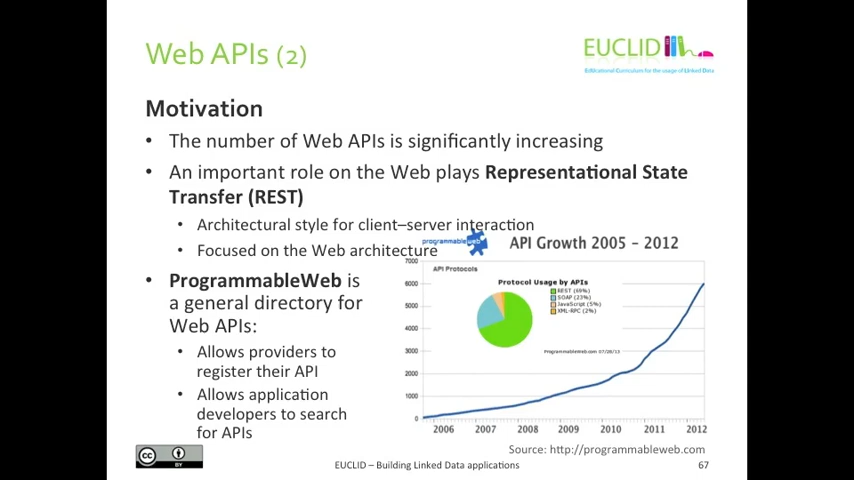 Web APIs (2)
EUCLID
Educational Curriculum for the usage of Linked Data
Motivation
• The number of Web APIs is significantly increasing
• An important role on the Web plays Representational State
Transfer (REST)
• Architectural style for client–server interaction
• Focused on the Web architecture
• ProgrammableWeb is
a general directory for
Web APIs:
• Allows providers to
register their API
• Allows application
developers to search
for APIs
programmableweb
API Growth 2005 - 2012
API Protocols
Protocol Usage by APIs
REST (69%)
SOAP (23%)
JavaScript (5%)
XML-RPC (2%)
7000
6000
5000
4000
3000
2000
1000
0
2006 2007 2008 2009 2010 2011 2012
Source: http://programmableweb.com
cc BY
EUCLID – Building Linked Data applications
67